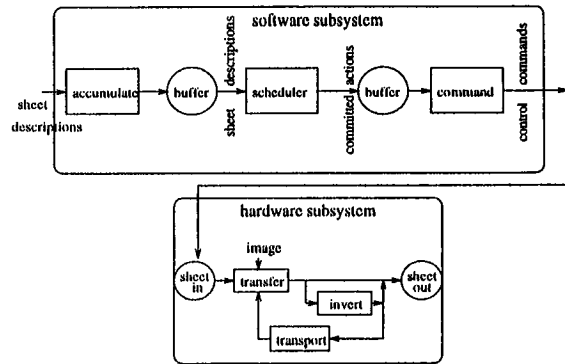 software subsystem
sheet
descriptions
accumulate
buffer
sheet descriptions
scheduler
committed actions
buffer
command
control commands
hardware subsystem
image
sheet
in
transfer
sheet
out
invert
transport